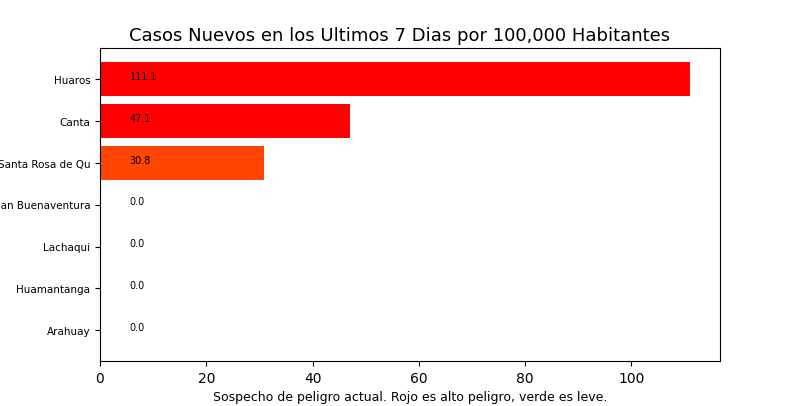 Casos Nuevos en los Ultimos 7 Dias por 100,000 Habitantes
Huaros 111.1
Canta 47.1
Santa Rosa de Qu 30.8
an Buenaventura 0.0
Lachaqui 0.0
Huamantanga 0.0
Arahuay 0.0
0 20 40 60 80 100
Sospecho de peligro actual. Rojo es alto peligro, verde es leve.